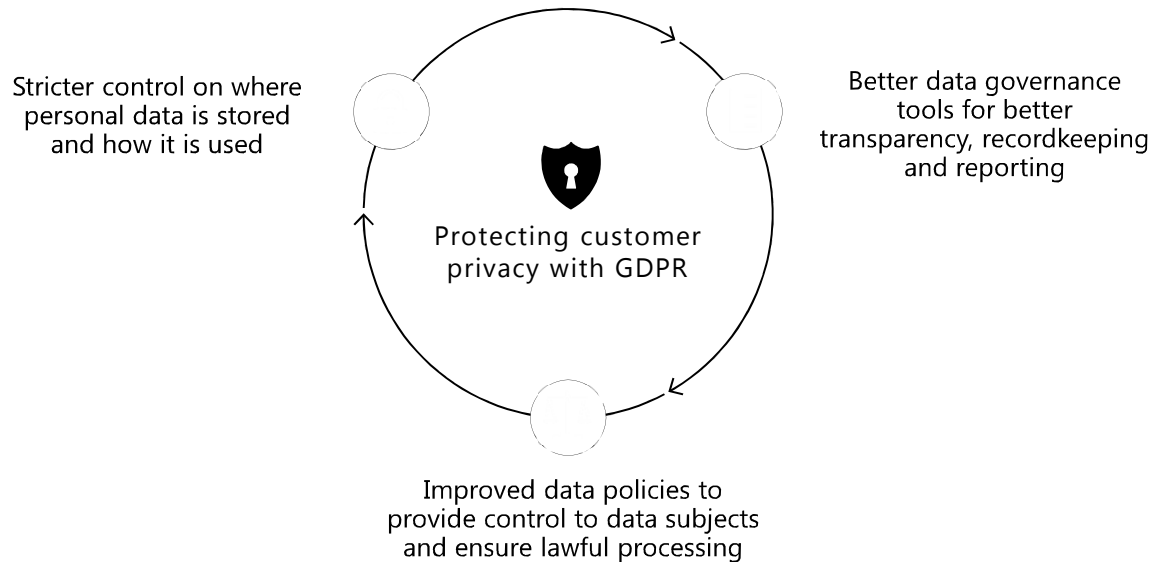 Stricter control on where
personal data is stored
and how it is used
Better data governance
tools for better
transparency, recordkeeping
and reporting
Protecting customer
privacy with GDPR
Improved data policies to
provide control to data subjects
and ensure lawful processing